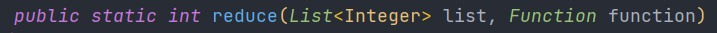 public static int reduce(List<Integer> list, Function function)